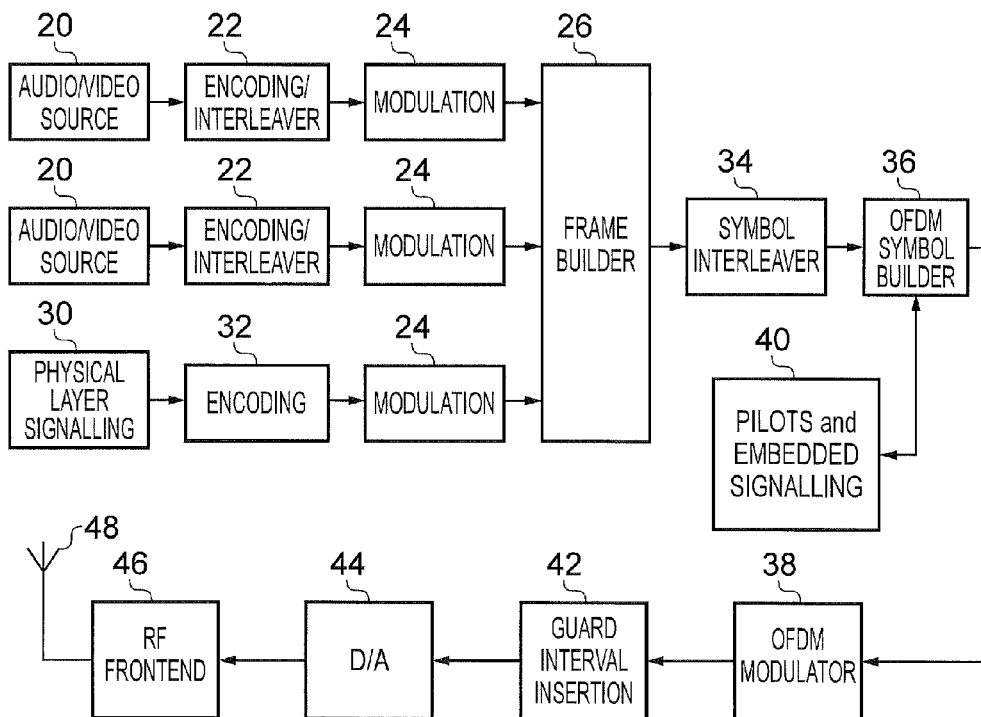 20
22
24
26
AUDIO/VIDEO
SOURCE
ENCODING/
INTERLEAVER
MODULATION
20
22
24
34
36
AUDIO/VIDEO
SOURCE
ENCODING/
INTERLEAVER
MODULATION
FRAME
BUILDER
SYMBOL
INTERLEAVER
OFDM
SYMBOL
BUILDER
30
32
24
40
PHYSICAL
LAYER
SIGNALLING
ENCODING
MODULATION
PILOTS and
EMBEDDED
SIGNALLING
48
46
44
42
38
RF
FRONTEND
D/A
GUARD
INTERVAL
INSERTION
OFDM
MODULATOR